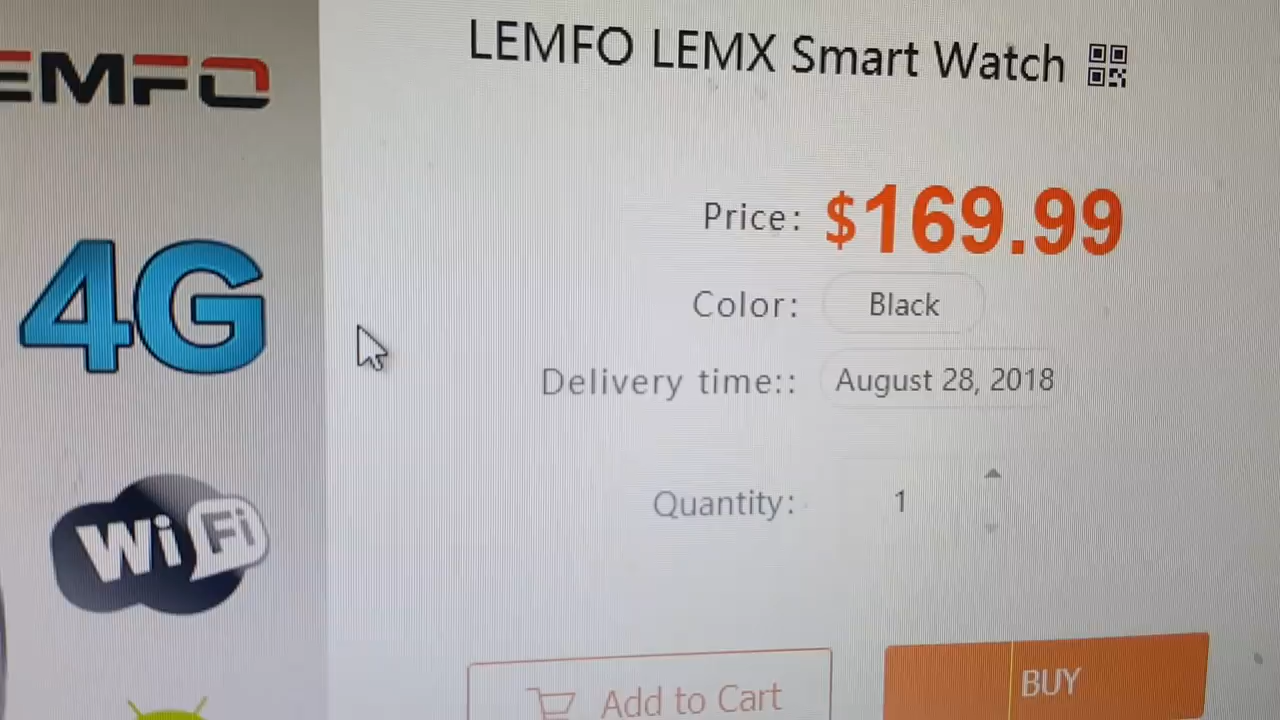 LEMFO LEMX Smart Watch
EMFO
Price: $169.99
4G
Color: Black
Delivery time:: August 28, 2018
WiFi
Quantity: 1
Add to Cart
BUY